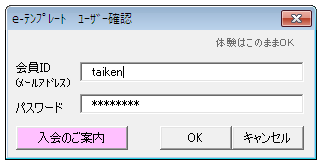 e-ﾃﾝﾌﾟﾚｰﾄ ﾕｰｻﾞｰ確認
体験はこのままOK
会員ID
(ﾒｰﾙｱﾄﾞﾚｽ)
taiken
パスワード
********
入会のご案内
OK
キャンセル